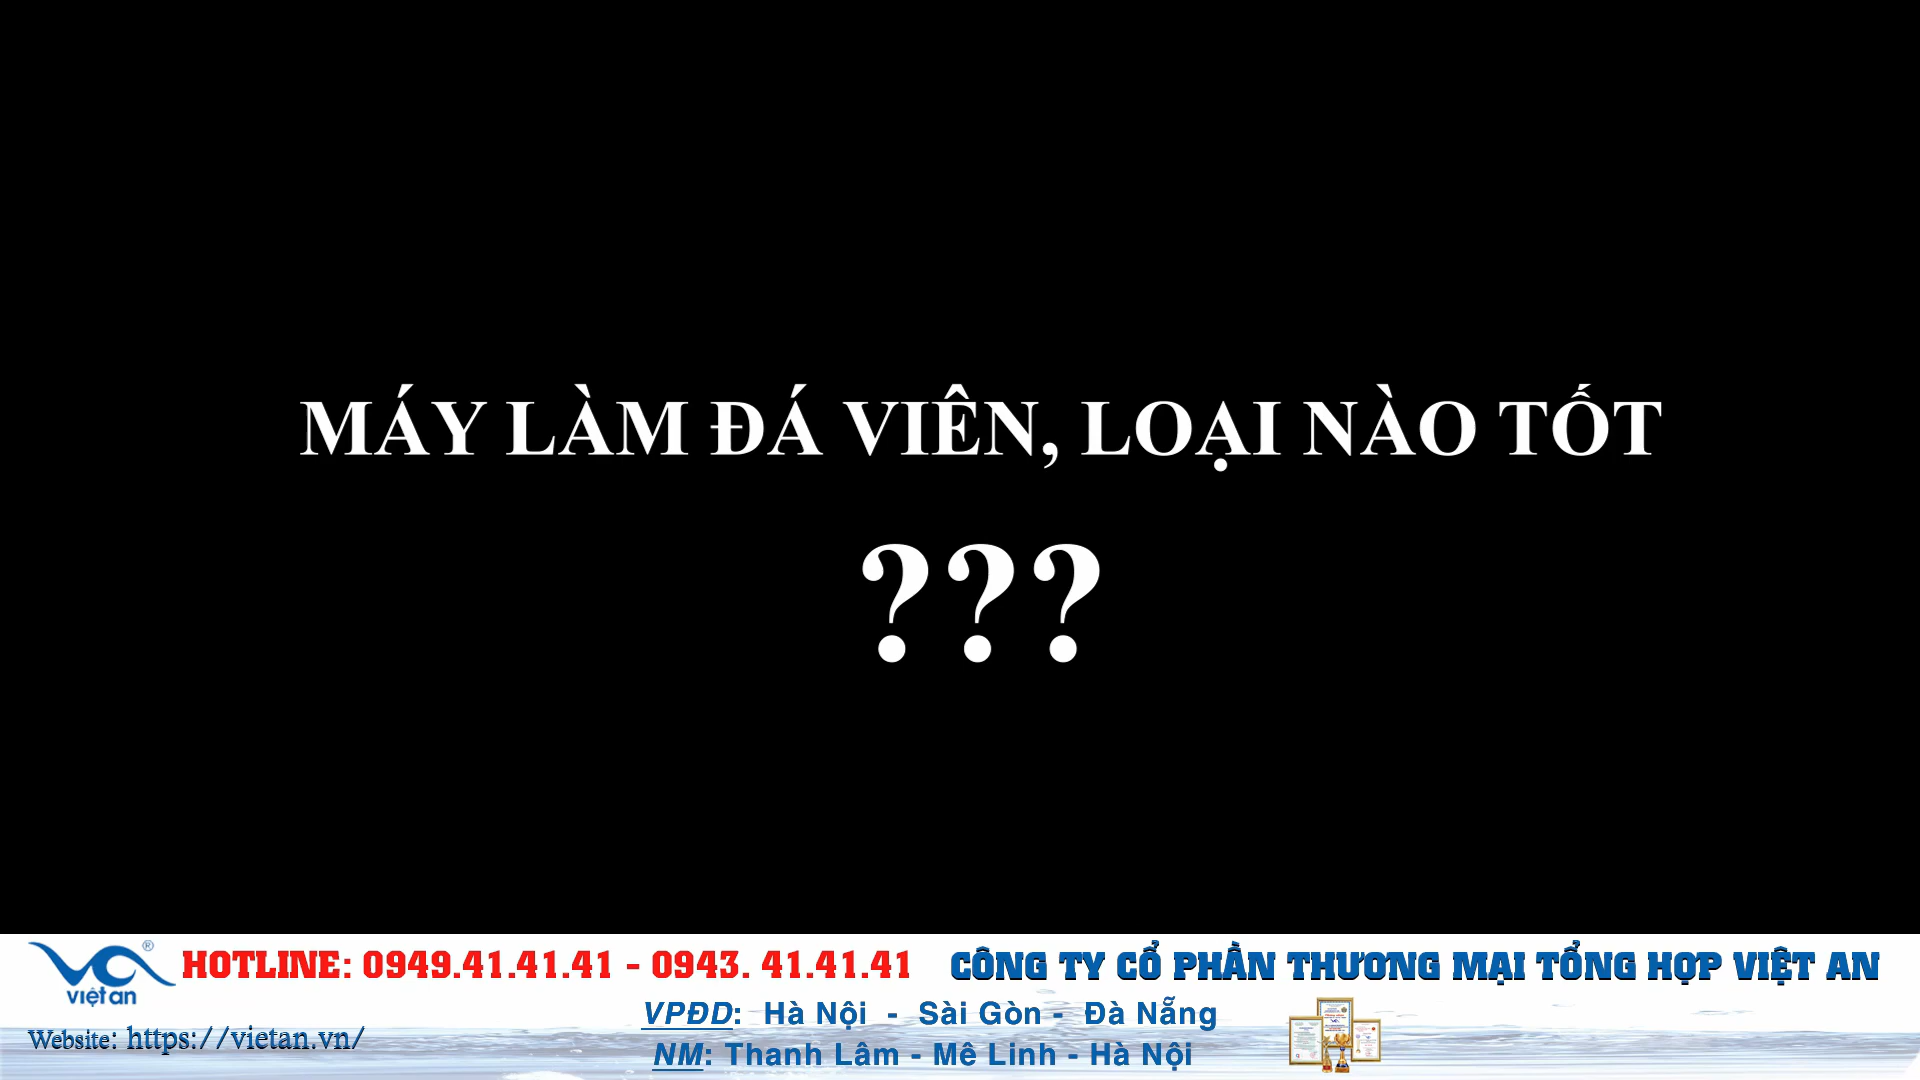 MÁY LÀM ĐÁ VIÊN, LOẠI NÀO TỐT
???
việt an ®
HOTLINE: 0949.41.41.41 - 0943. 41.41.41
CÔNG TY CỔ PHẦN THƯƠNG MẠI TỔNG HỢP VIỆT AN
VPĐD: Hà Nội - Sài Gòn - Đà Nẵng
Website: https://vietan.vn/
NM: Thanh Lâm - Mê Linh - Hà Nội